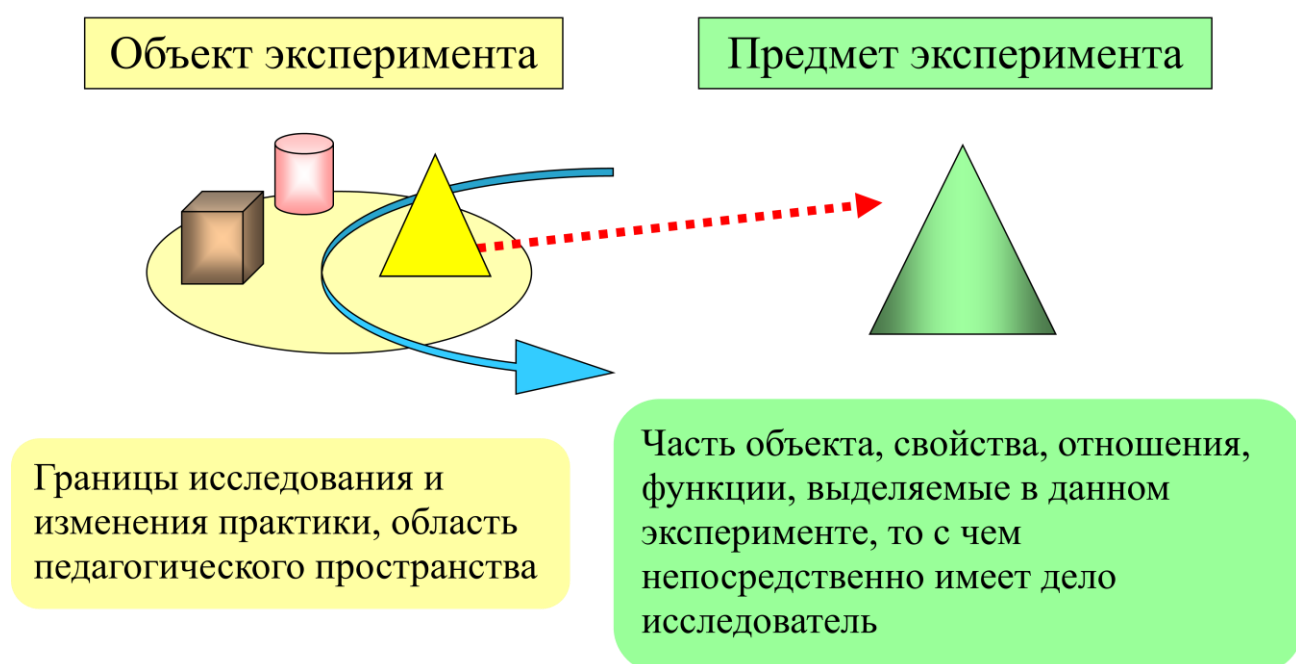 Объект эксперимента
Предмет эксперимента
Границы исследования и
изменения практики, область
педагогического пространства
Часть объекта, свойства, отношения,
функции, выделяемые в данном
эксперименте, то с чем
непосредственно имеет дело
исследователь